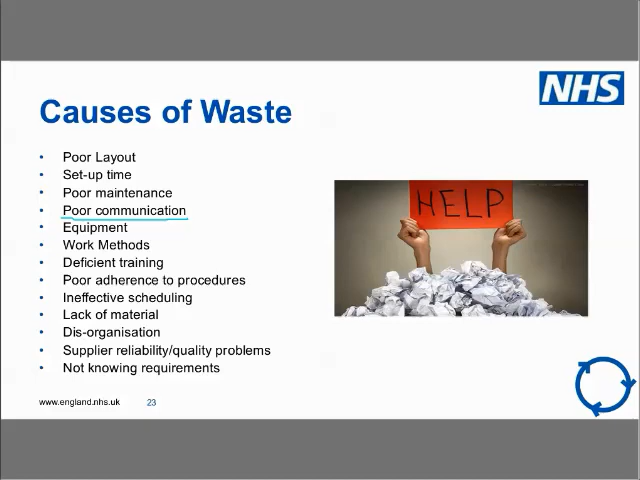 NHS
Causes of Waste
• Poor Layout
• Set-up time
• Poor maintenance
• Poor communication
• Equipment
• Work Methods
• Deficient training
• Poor adherence to procedures
• Ineffective scheduling
• Lack of material
• Dis-organisation
• Supplier reliability/quality problems
• Not knowing requirements
HELP
www.england.nhs.uk 23